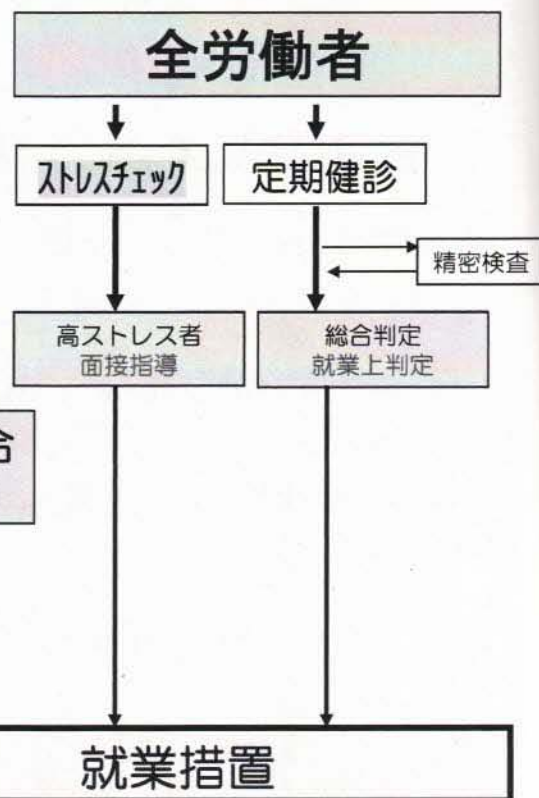 全労働者
ストレスチェック
定期健診
精密検査
高ストレス者
面接指導
総合判定
就業上判定
合
就業措置